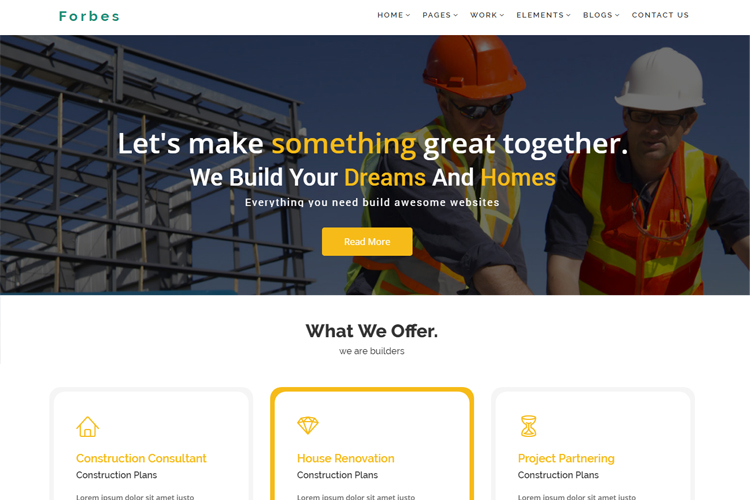 Forbes
HOME PAGES WORK ELEMENTS BLOGS CONTACT US
Let's make something great together.
We Build Your Dreams And Homes
Everything you need build awesome websites
Read More
What We Offer.
we are builders
Construction Consultant
Construction Plans
Lorem ipsum dolor sit amet justo
House Renovation
Construction Plans
Lorem ipsum dolor sit amet justo
Project Partnering
Construction Plans
Lorem ipsum dolor sit amet justo